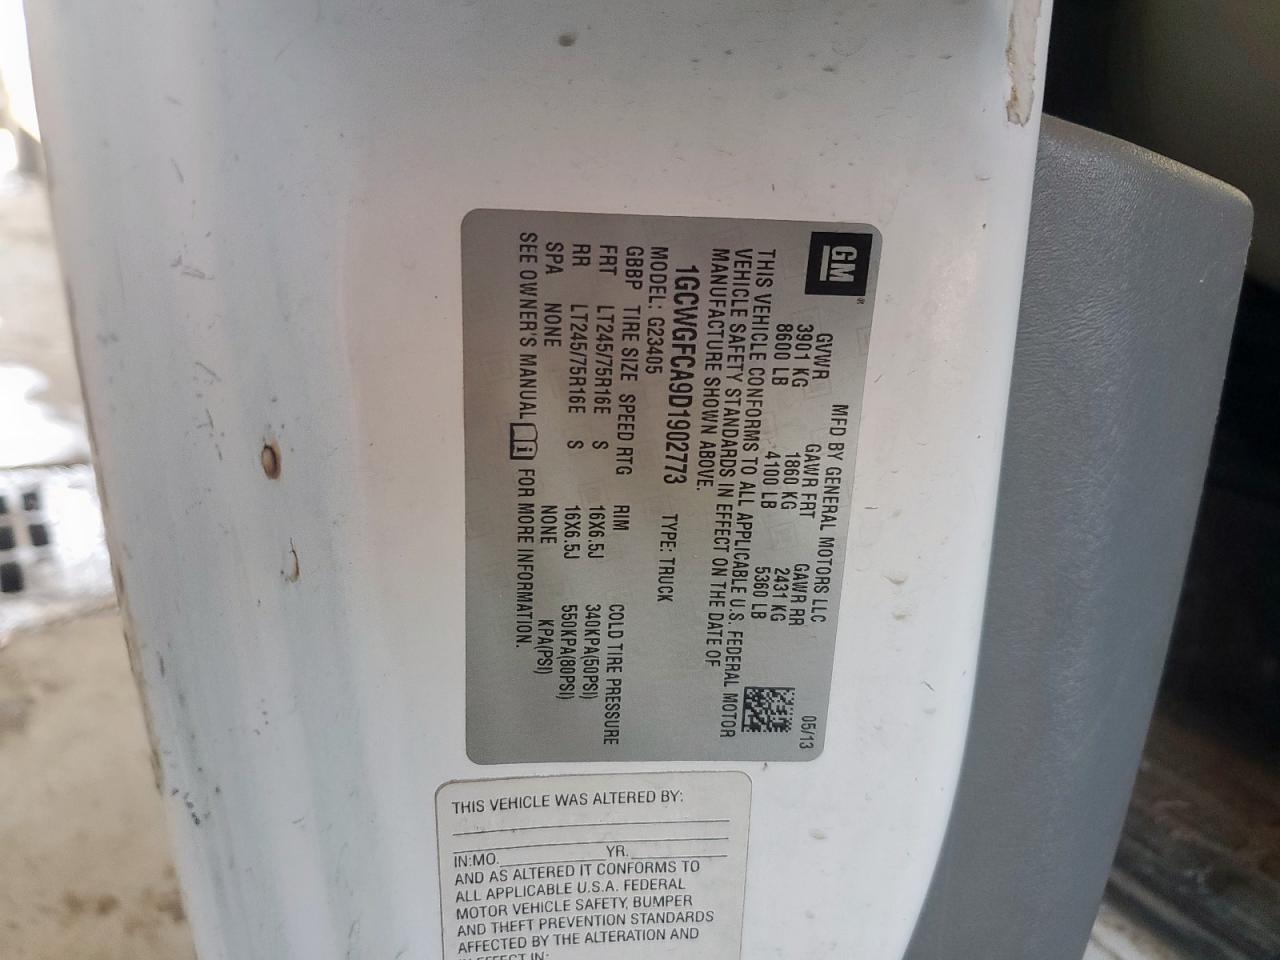 GM®
MFD BY GENERAL MOTORS LLC 05/13
GVWR GAWR FRT GAWR RR
3901 KG 1860 KG 2431 KG
8600 LB 4100 LB 5360 LB
THIS VEHICLE CONFORMS TO ALL APPLICABLE U.S. FEDERAL MOTOR
VEHICLE SAFETY STANDARDS IN EFFECT ON THE DATE OF
MANUFACTURE SHOWN ABOVE.
1GCWGFCA9D1902773 TYPE: TRUCK
MODEL: G23405
GBBP TIRE SIZE SPEED RTG RIM COLD TIRE PRESSURE
FRT LT245/75R16E S 16X6.5J 340KPA(50PSI)
RR LT245/75R16E S 16X6.5J 550KPA(80PSI)
SPA NONE NONE KPA(PSI)
SEE OWNER'S MANUAL FOR MORE INFORMATION.
THIS VEHICLE WAS ALTERED BY:
IN:MO. YR.
AND AS ALTERED IT CONFORMS TO
ALL APPLICABLE U.S.A. FEDERAL
MOTOR VEHICLE SAFETY, BUMPER
AND THEFT PREVENTION STANDARDS
AFFECTED BY THE ALTERATION AND
IN EFFECT IN: